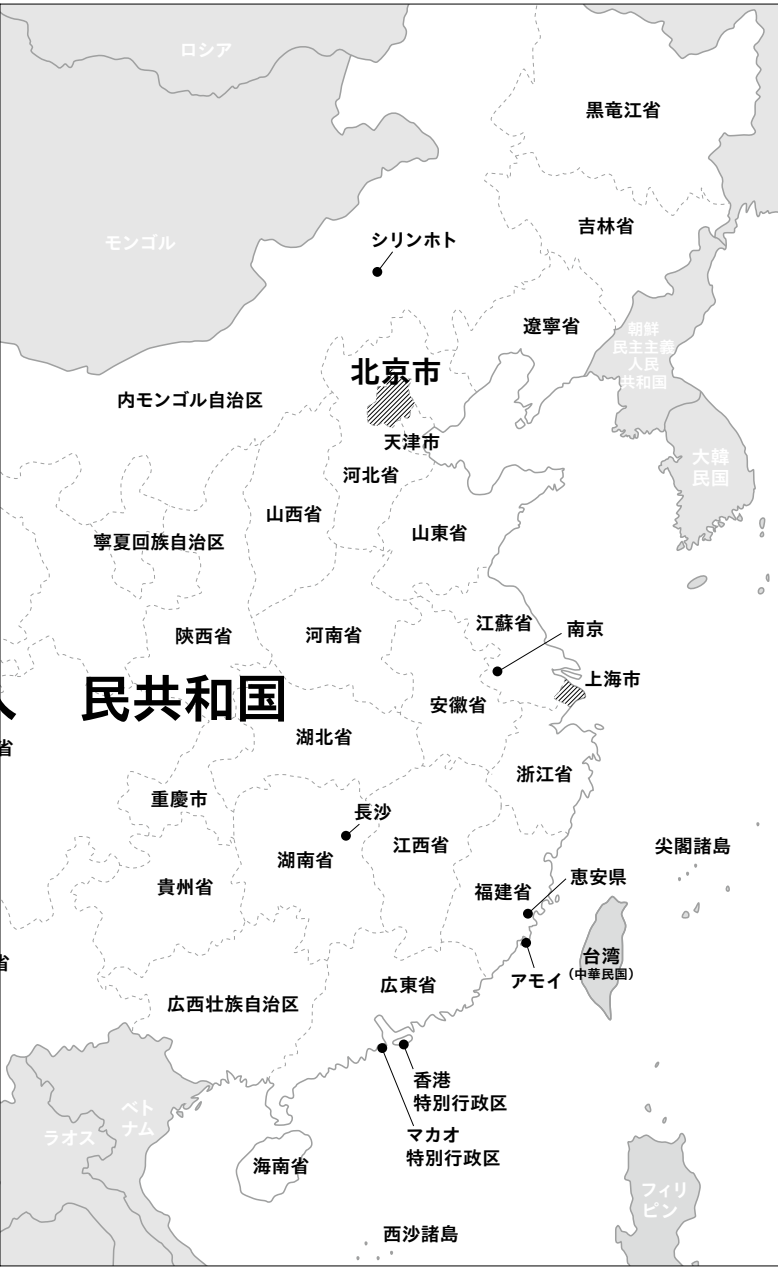 ロシア
黒竜江省
吉林省
シリンホト
モンゴル
遼寧省
朝鮮
民主主義
人民
共和国
北京市
内モンゴル自治区
天津市
大韓
民国
河北省
山西省
山東省
寧夏回族自治区
江蘇省
南京
陝西省
河南省
上海市
民共和国
安徽省
湖北省
省
浙江省
重慶市
長沙
江西省
尖閣諸島
湖南省
恵安県
貴州省
福建省
台湾
（中華民国）
省
アモイ
広東省
広西壮族自治区
香港
特別行政区
ベト
ナム
ラオス
マカオ
特別行政区
海南省
フィリ
ピン
西沙諸島